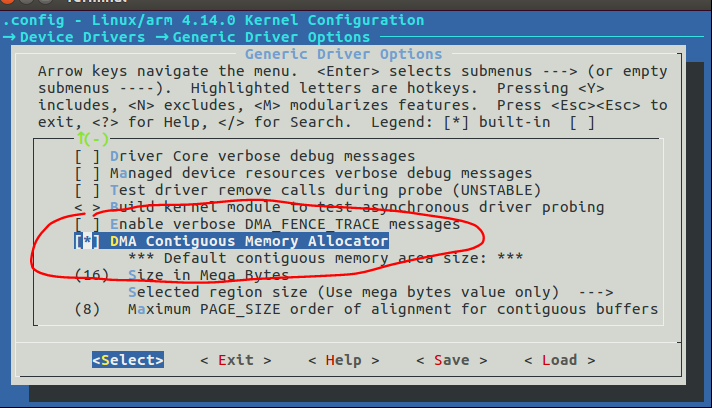 .config - Linux/arm 4.14.0 Kernel Configuration
→ Device Drivers → Generic Driver Options
Generic Driver Options
Arrow keys navigate the menu. <Enter> selects submenus ---> (or empty
submenus ----). Highlighted letters are hotkeys. Pressing <Y>
includes, <N> excludes, <M> modularizes features. Press <Esc><Esc> to
exit, <?> for Help, </> for Search. Legend: [*] built-in [ ]
↑(-)
[ ] Driver Core verbose debug messages
[ ] Managed device resources verbose debug messages
[ ] Test driver remove calls during probe (UNSTABLE)
< > Build kernel module to test asynchronous driver probing
[ ] Enable verbose DMA_FENCE_TRACE messages
[*] DMA Contiguous Memory Allocator
*** Default contiguous memory area size: ***
(16) Size in Mega Bytes
Selected region size (Use mega bytes value only) --->
(8) Maximum PAGE_SIZE order of alignment for contiguous buffers
<Select> < Exit > < Help > < Save > < Load >